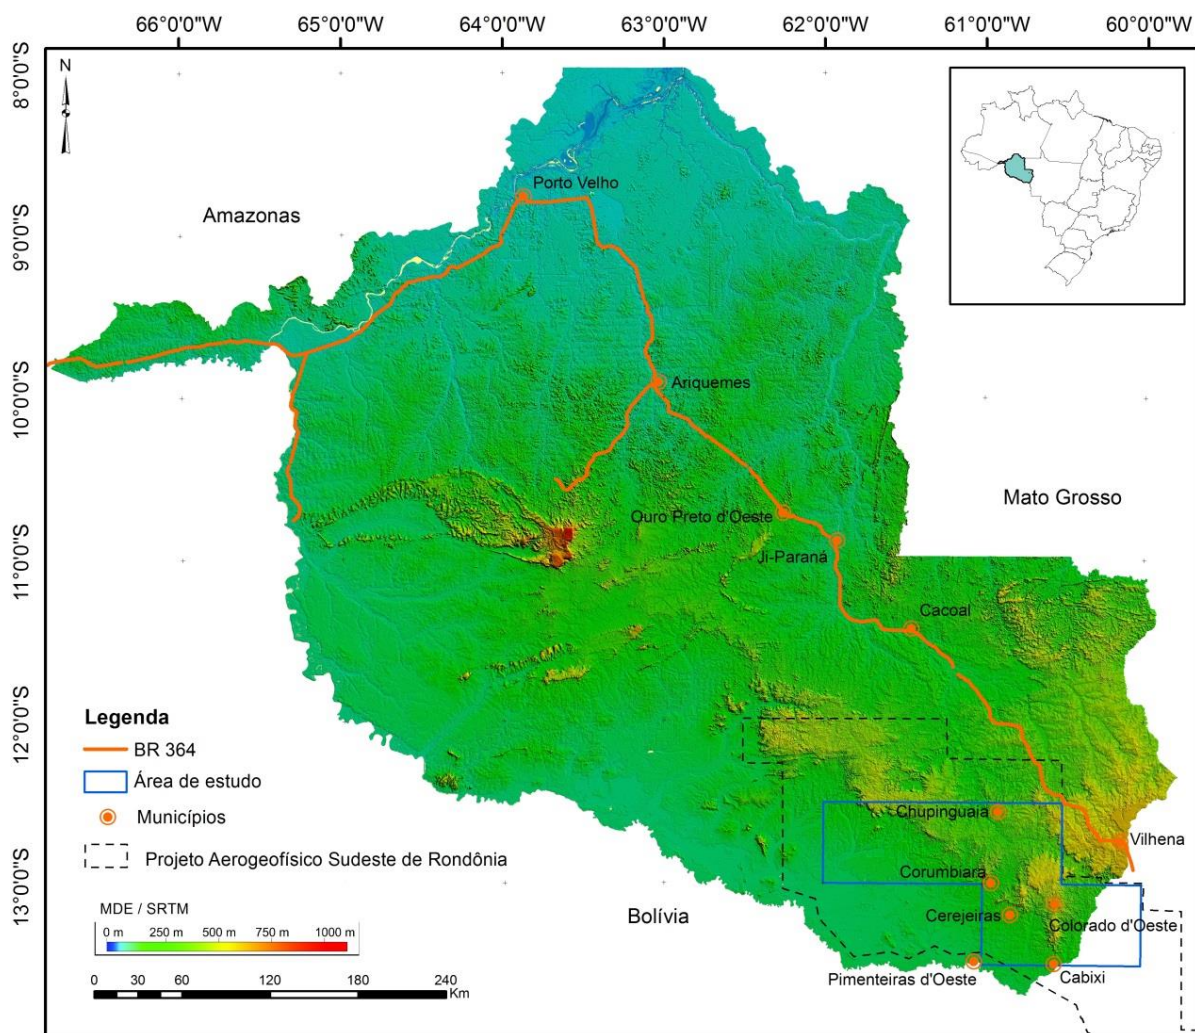 66°0'0"W 65°0'0"W 64°0'0"W 63°0'0"W 62°0'0"W 61°0'0"W 60°0'0"W
8°0'0"S
9°0'0"S
10°0'0"S
11°0'0"S
12°0'0"S
13°0'0"S
N
Porto Velho
Amazonas
Ariquemes
Mato Grosso
Ouro Preto d'Oeste
Ji-Paraná
Cacoal
Chupinguaia
Vilhena
Corumbiara
Cerejeiras
Colorado d'Oeste
Bolívia
Pimenteiras d'Oeste
Cabixi
Legenda
BR 364
Área de estudo
Municípios
Projeto Aerogeofísico Sudeste de Rondônia
MDE / SRTM
0 m 250 m 500 m 750 m 1000 m
0 30 60 120 180 240
Km